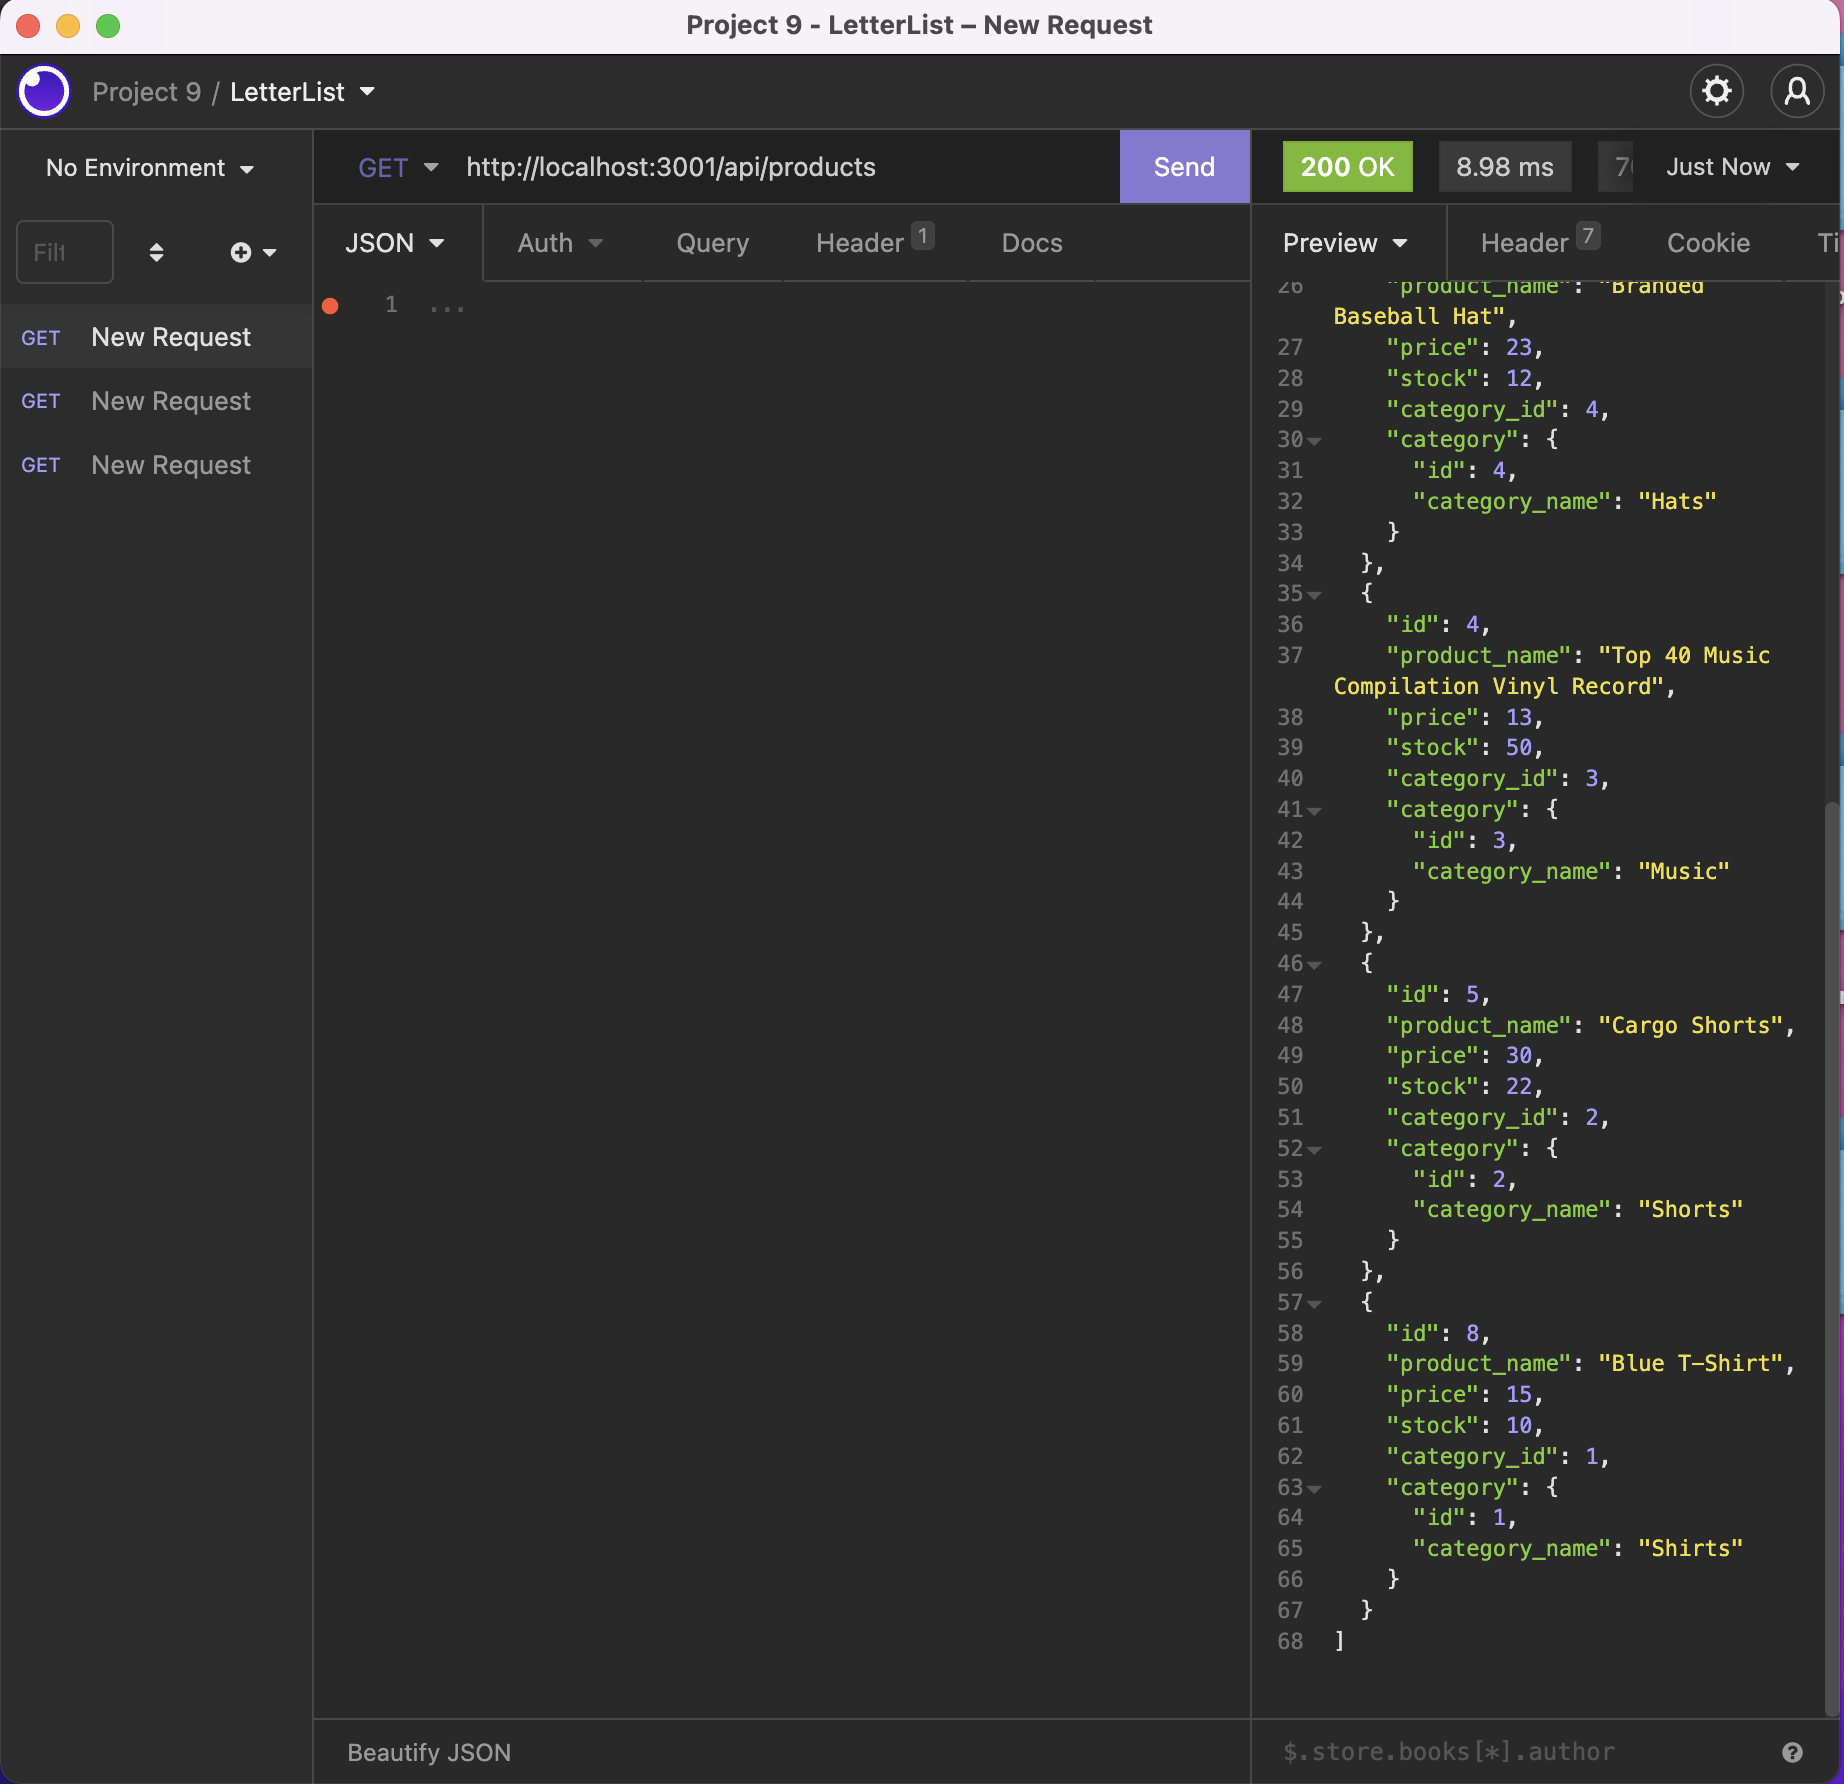 Project 9 - LetterList – New Request
Project 9 / LetterList
No Environment
GET http://localhost:3001/api/products Send
200 OK 8.98 ms Just Now
Filt
JSON Auth Query Header 1 Docs
Preview Header 7 Cookie
GET New Request
GET New Request
GET New Request
1 ...
26 "product_name": "Branded
Baseball Hat",
27 "price": 23,
28 "stock": 12,
29 "category_id": 4,
30 "category": {
31 "id": 4,
32 "category_name": "Hats"
33 }
34 },
35 {
36 "id": 4,
37 "product_name": "Top 40 Music
Compilation Vinyl Record",
38 "price": 13,
39 "stock": 50,
40 "category_id": 3,
41 "category": {
42 "id": 3,
43 "category_name": "Music"
44 }
45 },
46 {
47 "id": 5,
48 "product_name": "Cargo Shorts",
49 "price": 30,
50 "stock": 22,
51 "category_id": 2,
52 "category": {
53 "id": 2,
54 "category_name": "Shorts"
55 }
56 },
57 {
58 "id": 8,
59 "product_name": "Blue T-Shirt",
60 "price": 15,
61 "stock": 10,
62 "category_id": 1,
63 "category": {
64 "id": 1,
65 "category_name": "Shirts"
66 }
67 }
68 ]
Beautify JSON
$.store.books[*].author